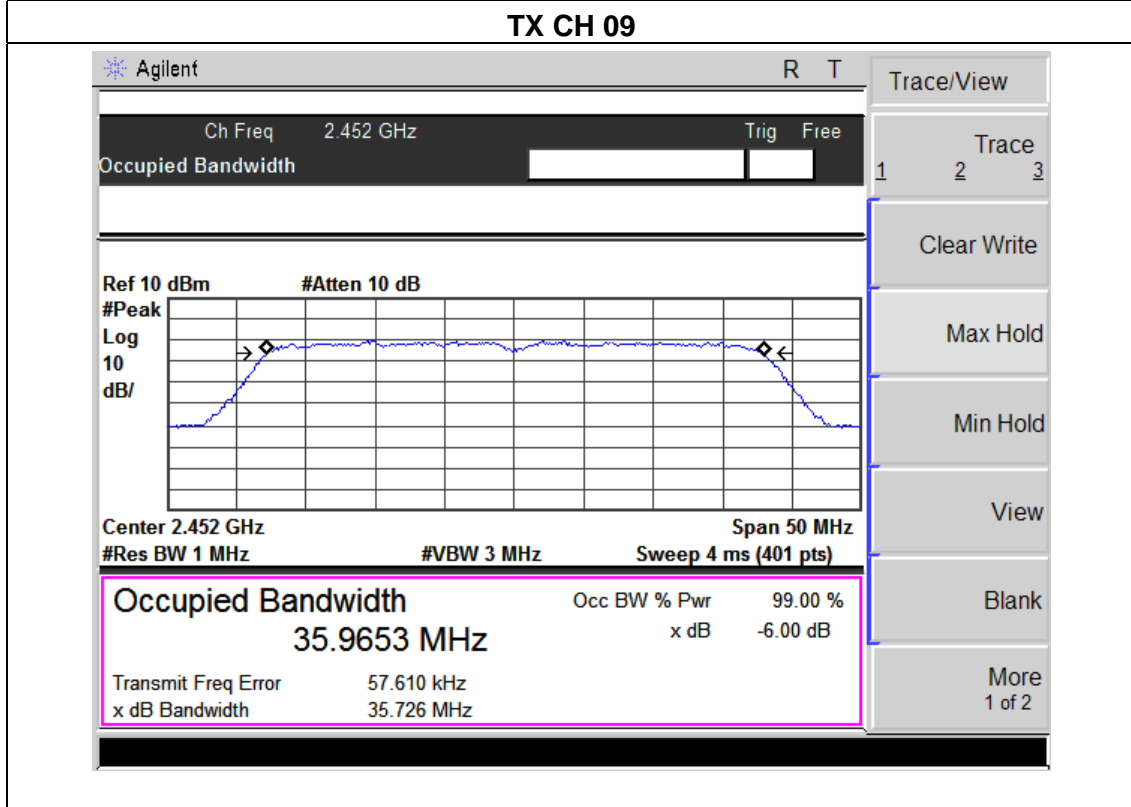 TX CH 09
Agilent R T
Trace/View
Ch Freq 2.452 GHz Trig Free
Occupied Bandwidth
Trace
1 2 3
Clear Write
Ref 10 dBm #Atten 10 dB
#Peak
Log
10
dB/
Max Hold
Min Hold
View
Center 2.452 GHz Span 50 MHz
#Res BW 1 MHz #VBW 3 MHz Sweep 4 ms (401 pts)
Occupied Bandwidth Occ BW % Pwr 99.00 %
35.9653 MHz x dB -6.00 dB
Blank
Transmit Freq Error 57.610 kHz
x dB Bandwidth 35.726 MHz
More
1 of 2